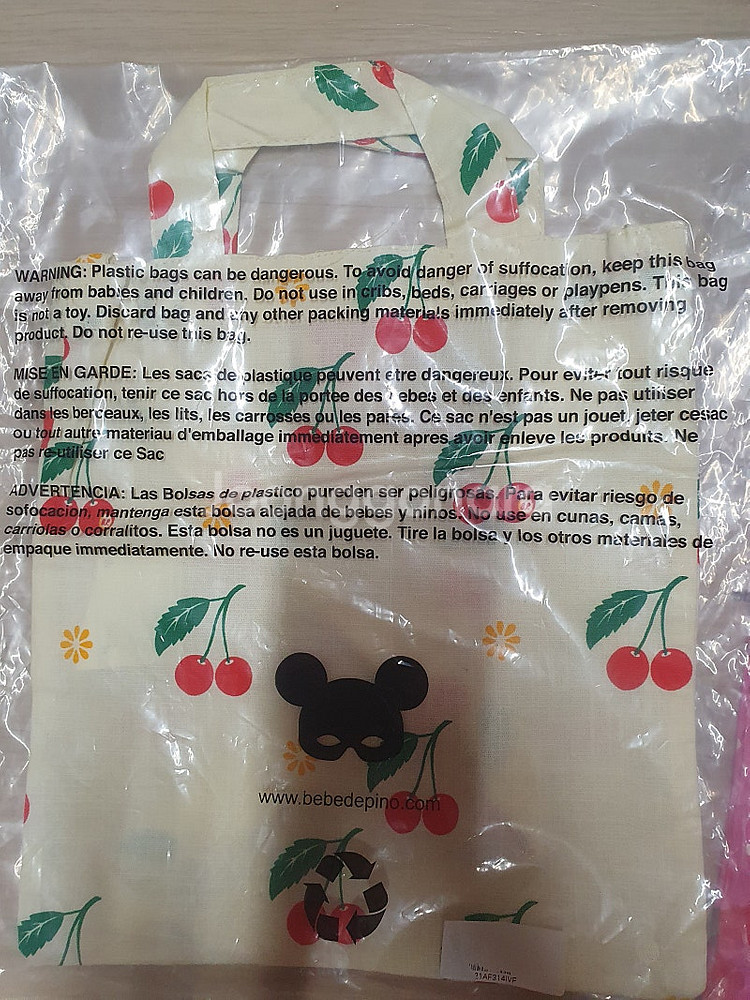 WARNING: Plastic bags can be dangerous. To avoid danger of suffocation, keep this bag
away from babies and children. Do not use in cribs, beds, carriages or playpens. This bag
is not a toy. Discard bag and any other packing materials immediately after removing
product. Do not re-use this bag.
MISE EN GARDE: Les sacs de plastique peuvent etre dangereux. Pour eviter tout risque
de suffocation, tenir ce sac hors de la portee des bebes et des enfants. Ne pas utiliser
dans les berceaux, les lits, les carrosses ou les parcs. Ce sac n'est pas un jouet, jeter cesac
ou tout autre materiau d'emballage immediatement apres avoir enleve les produits. Ne
pas re-utiliser ce Sac
ADVERTENCIA: Las Bolsas de plastico pureden ser peligrosas. Para evitar riesgo de
sofocacion, mantenga esta bolsa alejada de bebes y ninos. No use en cunas, camas,
carriolas o corralitos. Esta bolsa no es un juguete. Tire la bolsa y los otros materiales de
empaque immediatamente. No re-use esta bolsa.
www.bebedepino.com
21AF314IVF